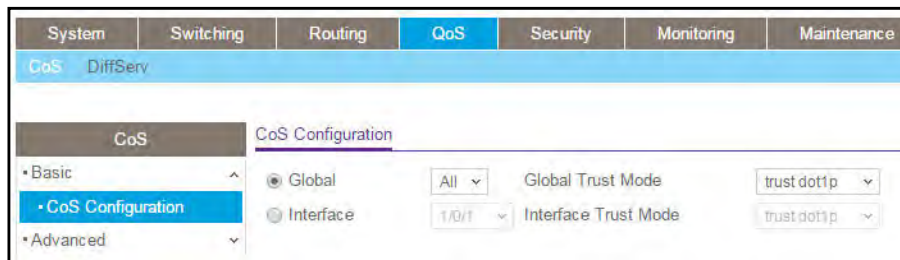 System Switching Routing QoS Security Monitoring Maintenance
CoS DiffServ
CoS CoS Configuration
▪ Basic Global All Global Trust Mode trust dot1p
▪ CoS Configuration Interface 1/0/1 Interface Trust Mode trust dot1p
▪ Advanced